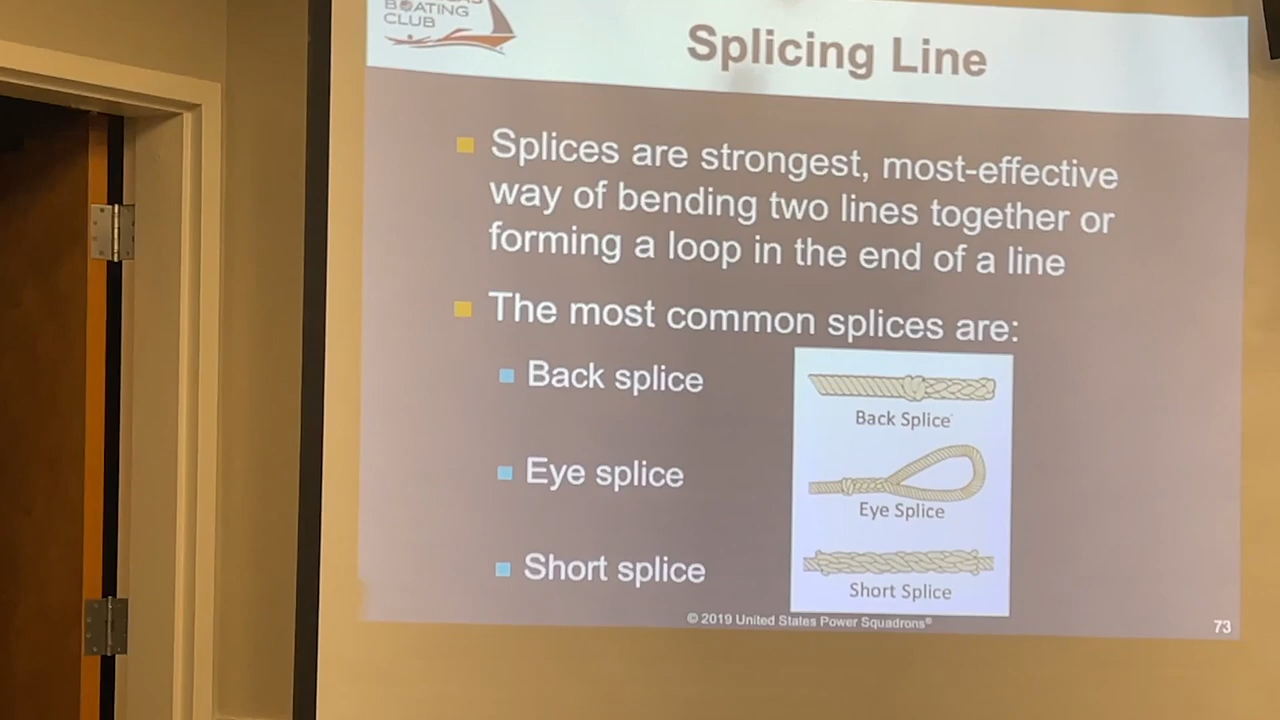 BOATING
CLUB
Splicing Line
Splices are strongest, most-effective
way of bending two lines together or
forming a loop in the end of a line
The most common splices are:
Back splice
Eye splice
Short splice
Back Splice
Eye Splice
Short Splice
© 2019 United States Power Squadrons®
73